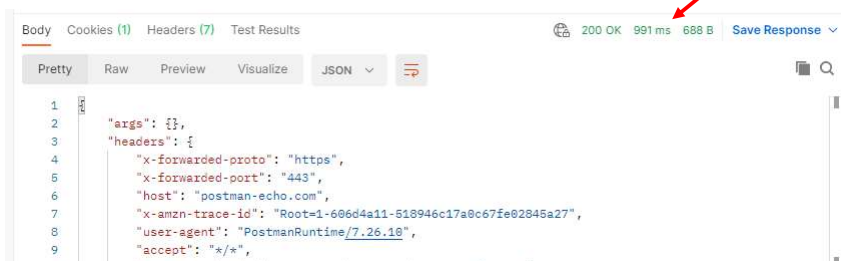 Body Cookies (1) Headers (7) Test Results 200 OK 991 ms 688 B Save Response
Pretty Raw Preview Visualize JSON
1 {
2 "args": {},
3 "headers": {
4 "x-forwarded-proto": "https",
5 "x-forwarded-port": "443",
6 "host": "postman-echo.com",
7 "x-amzn-trace-id": "Root=1-606d4a11-518946c17a0c67fe02845a27",
8 "user-agent": "PostmanRuntime/7.26.10",
9 "accept": "*/*",